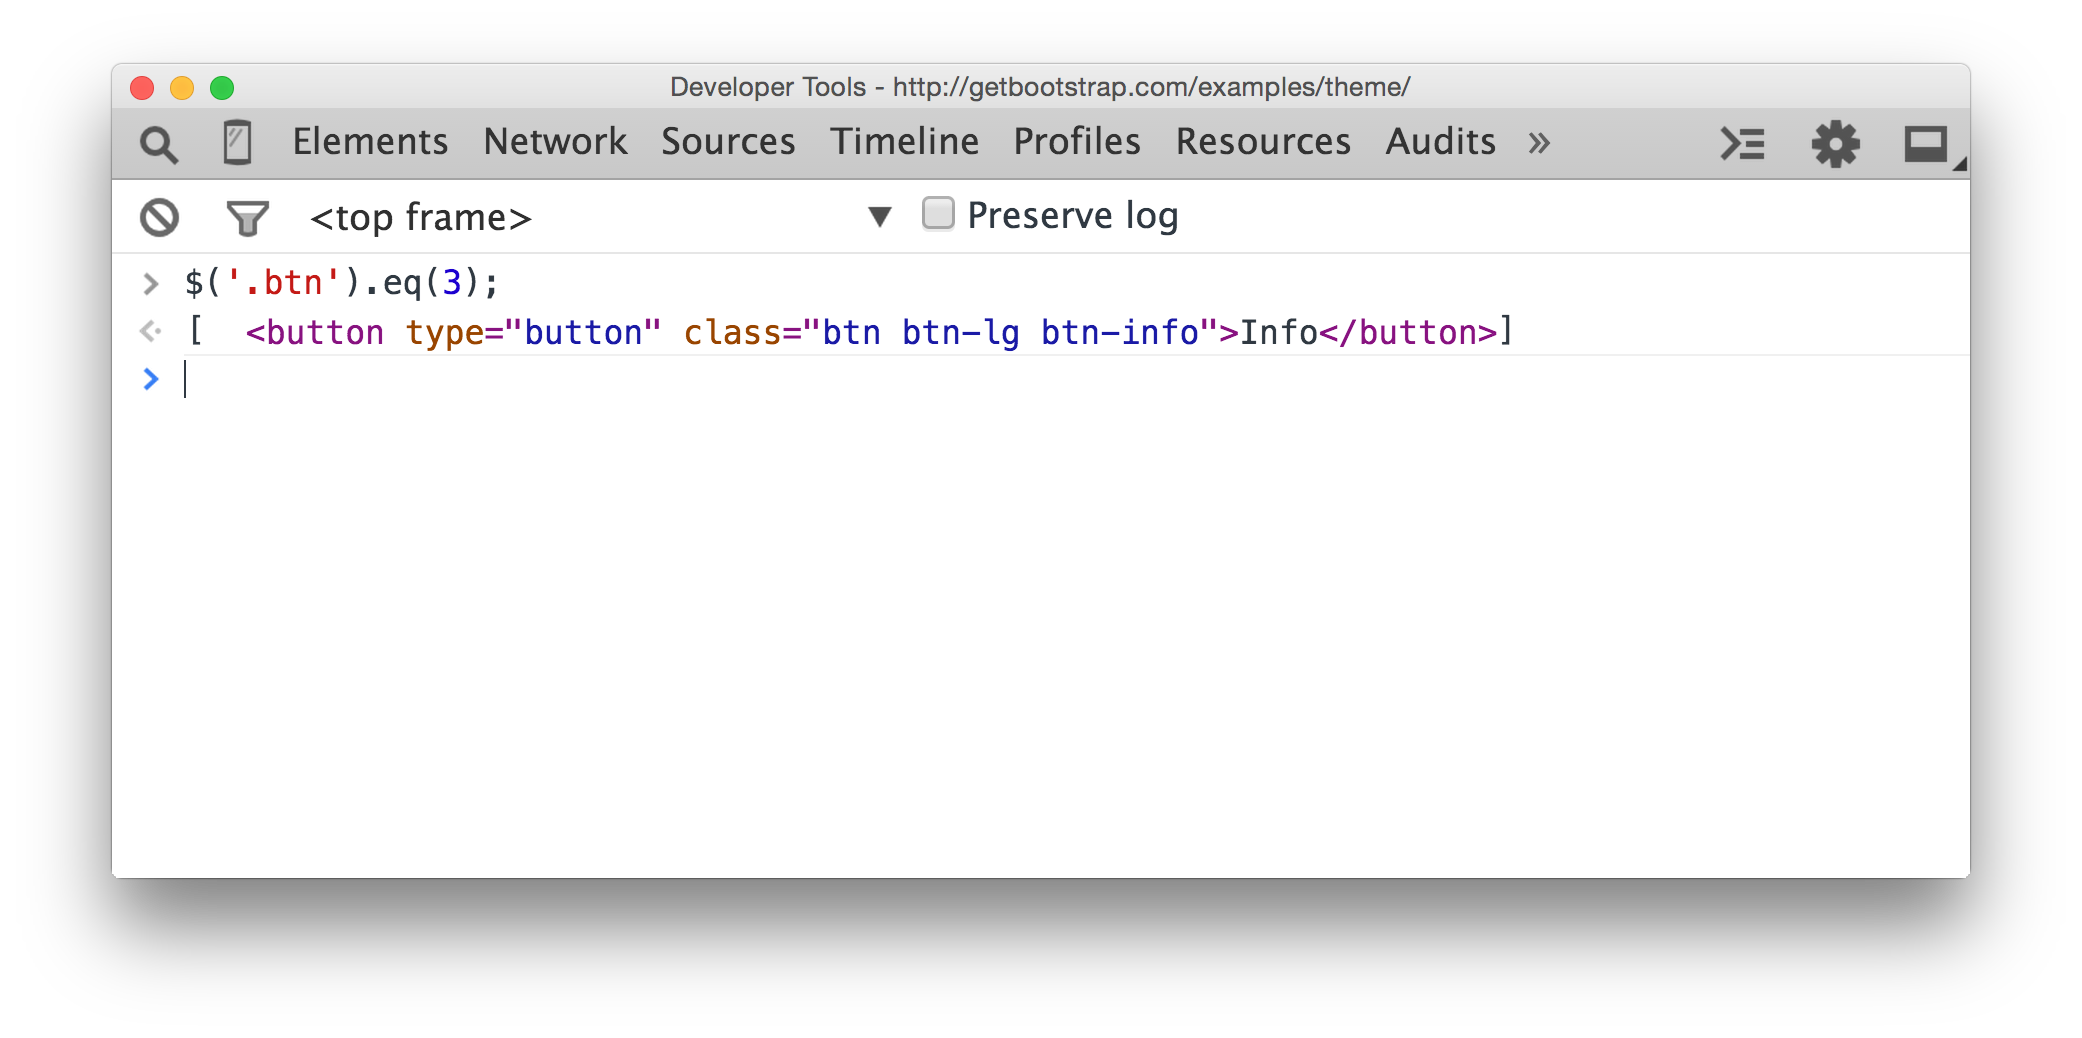 Developer Tools - http://getbootstrap.com/examples/theme/
Elements Network Sources Timeline Profiles Resources Audits »
<top frame> ▼ Preserve log
> $('.btn').eq(3);
[  <button type="button" class="btn btn-lg btn-info">Info</button>]
>